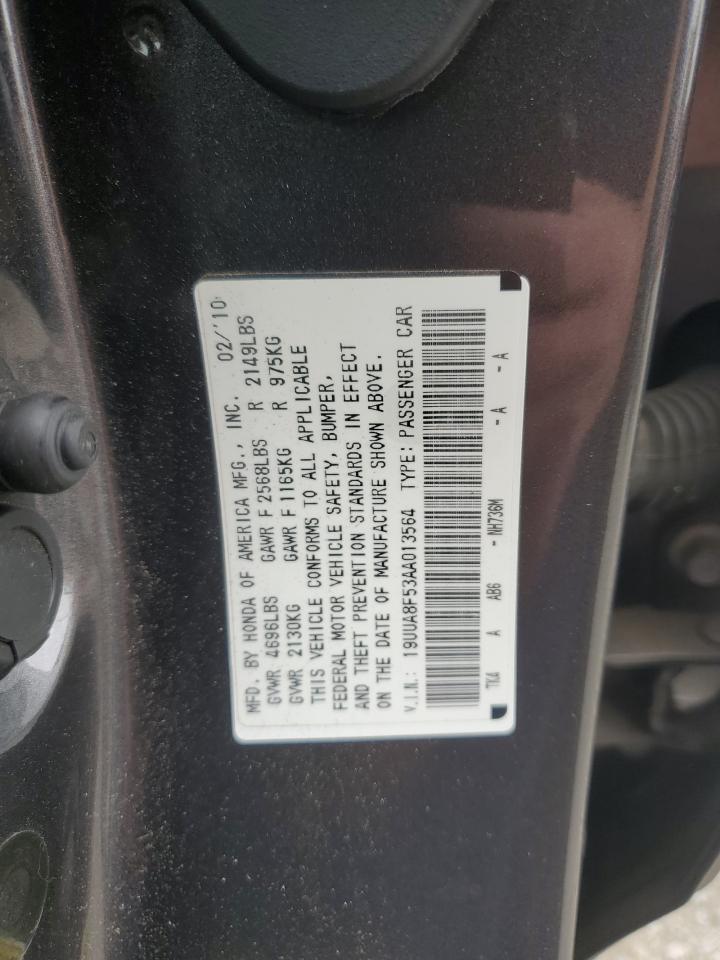 MFD. BY HONDA OF AMERICA MFG., INC. 02/'10
GVWR 4696LBS GAWR F 2568LBS R 2149LBS
GVWR 2130KG GAWR F 1165KG R 975KG
THIS VEHICLE CONFORMS TO ALL APPLICABLE
FEDERAL MOTOR VEHICLE SAFETY, BUMPER,
AND THEFT PREVENTION STANDARDS IN EFFECT
ON THE DATE OF MANUFACTURE SHOWN ABOVE.
V.I.N.: 19UUA8F53AA013564 TYPE: PASSENGER CAR
TK4 A AB6 - NH736M - A - A